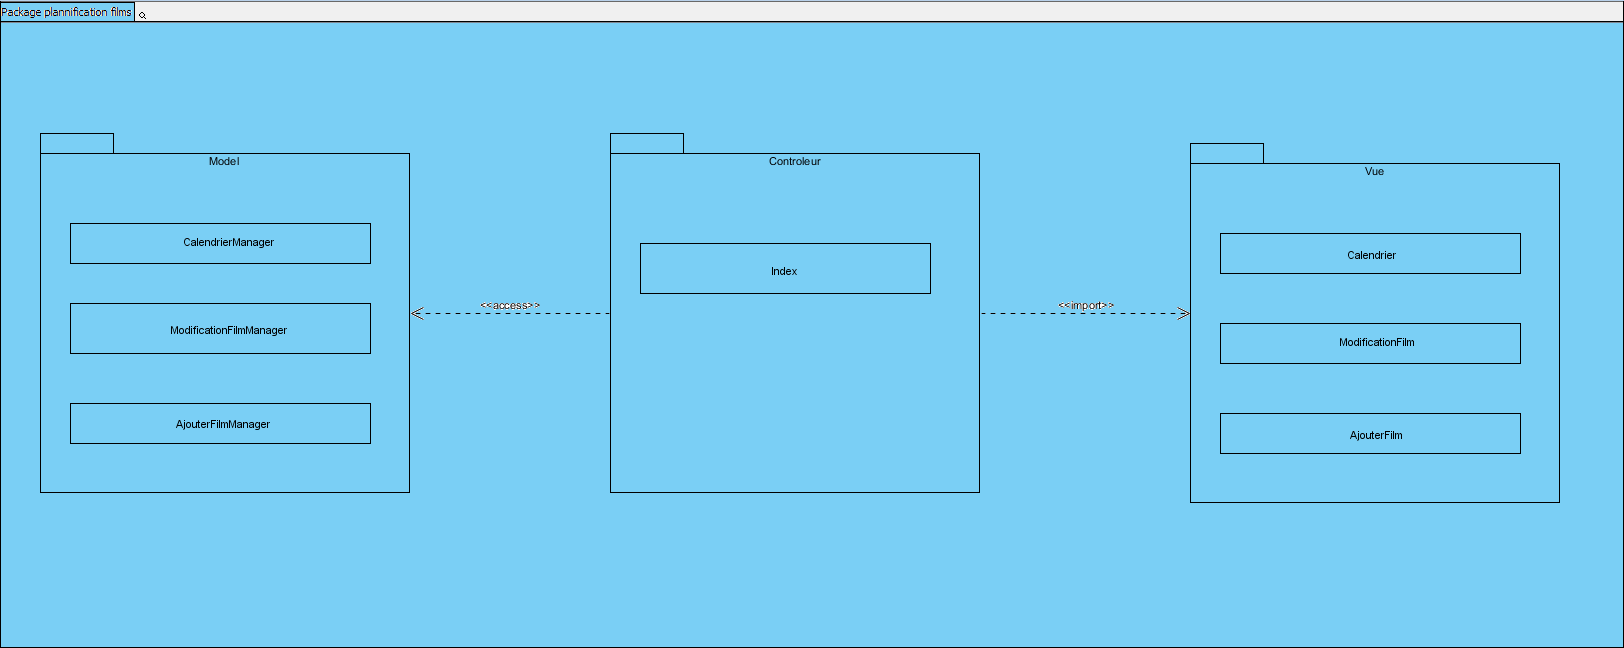 Package plannification films
Model
CalendrierManager
ModificationFilmManager
AjouterFilmManager
<<access>>
Controleur
Index
<<import>>
Vue
Calendrier
ModificationFilm
AjouterFilm